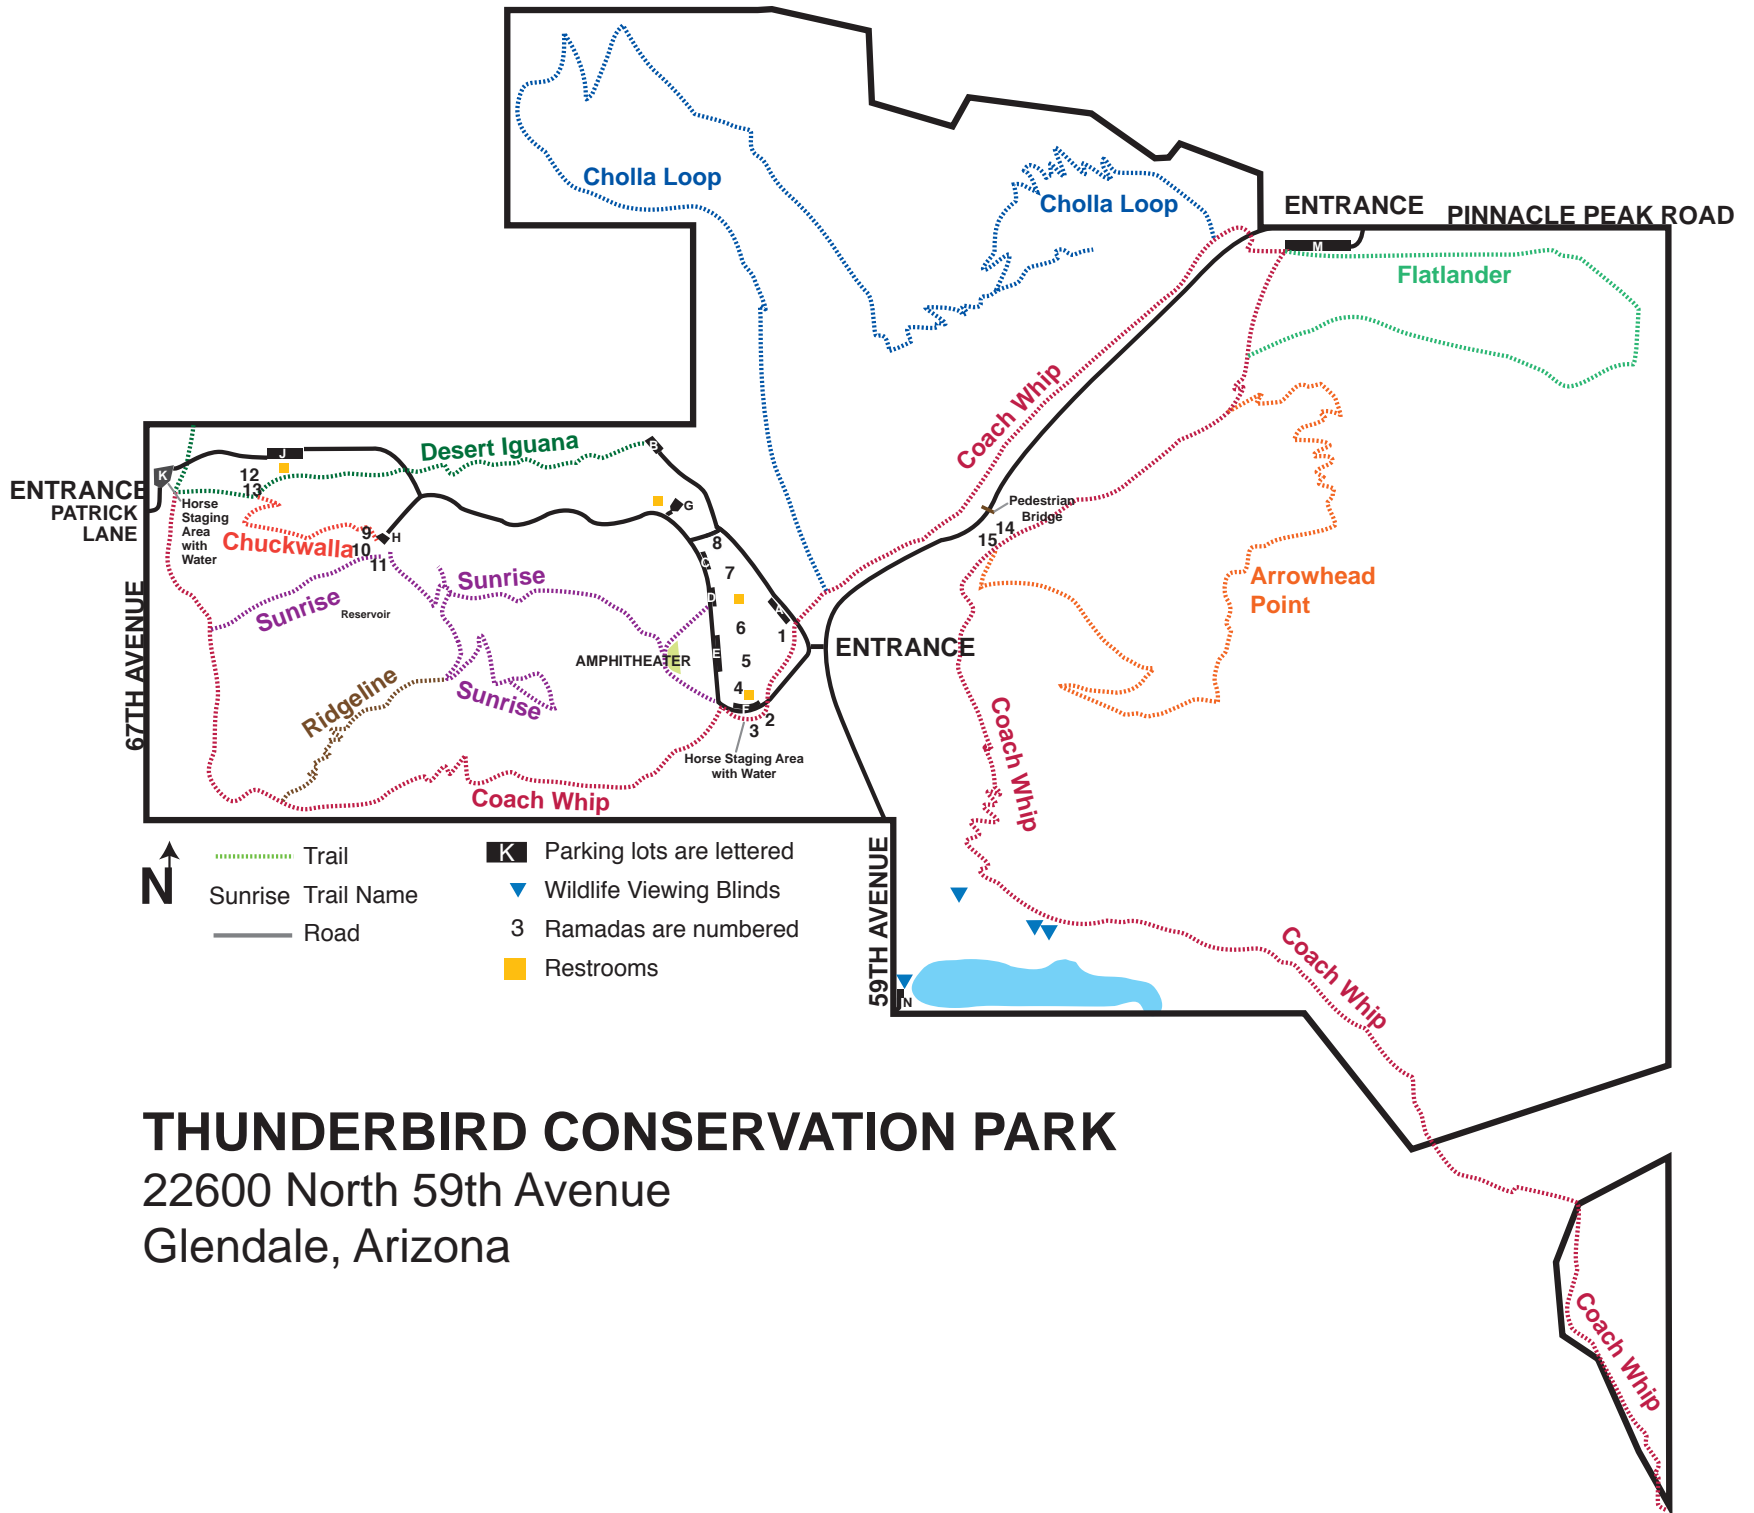 Cholla Loop
Cholla Loop
ENTRANCE
PINNACLE PEAK ROAD
M
Flatlander
Coach Whip
Desert Iguana
B
J
K
12
13
ENTRANCE
PATRICK
LANE
Horse
Staging
Area
with
Water
G
Chuckwalla
9
10
H
11
8
C
7
D
A
6
1
E
5
4
F
2
3
Pedestrian
Bridge
14
15
Sunrise
Sunrise
Reservoir
Arrowhead
Point
ENTRANCE
AMPHITHEATER
Sunrise
Ridgeline
67TH AVENUE
Horse Staging Area
with Water
Coach Whip
Coach Whip
N
Trail
Sunrise Trail Name
Road
K Parking lots are lettered
Wildlife Viewing Blinds
3 Ramadas are numbered
Restrooms
59TH AVENUE
N
Coach Whip
THUNDERBIRD CONSERVATION PARK
22600 North 59th Avenue
Glendale, Arizona
Coach Whip